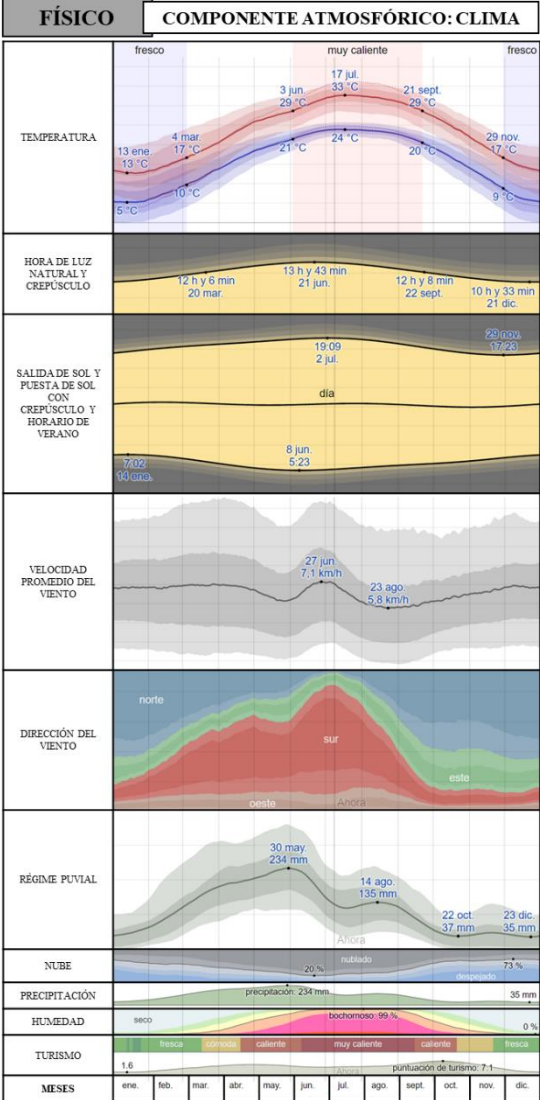 FÍSICO
COMPONENTE ATMOSFÓRICO: CLIMA
fresco
muy caliente
fresco
TEMPERATURA
13 ene.
13 °C
5 °C
4 mar.
17 °C
10 °C
3 jun.
29 °C
21 °C
17 jul.
33 °C
24 °C
21 sept.
29 °C
20 °C
29 nov.
17 °C
9 °C
HORA DE LUZ
NATURAL Y
CREPÚSCULO
12 h y 6 min
20 mar.
13 h y 43 min
21 jun.
12 h y 8 min
22 sept.
10 h y 33 min
21 dic.
SALIDA DE SOL Y
PUESTA DE SOL
CON
CREPÚSCULO Y
HORARIO DE
VERANO
19:09
2 jul.
29 nov.
17:23
día
7:02
14 ene.
8 jun.
5:23
VELOCIDAD
PROMEDIO DEL
VIENTO
27 jun.
7,1 km/h
23 ago.
5,8 km/h
DIRECCIÓN DEL
VIENTO
norte
sur
este
oeste
Ahora
RÉGIME PUVIAL
30 may.
234 mm
14 ago.
135 mm
22 oct.
37 mm
23 dic.
35 mm
Ahora
NUBE
nublado
20 %
73 %
despejado
PRECIPITACIÓN
precipitación: 234 mm
35 mm
HUMEDAD
seco
bochornoso: 99 %
0 %
TURISMO
fresca
cómoda
caliente
muy caliente
caliente
fresca
1.6
Ahora
puntuación de turismo: 7.1
MESES
ene.
feb.
mar.
abr.
may.
jun.
jul.
ago.
sept.
oct.
nov.
dic.